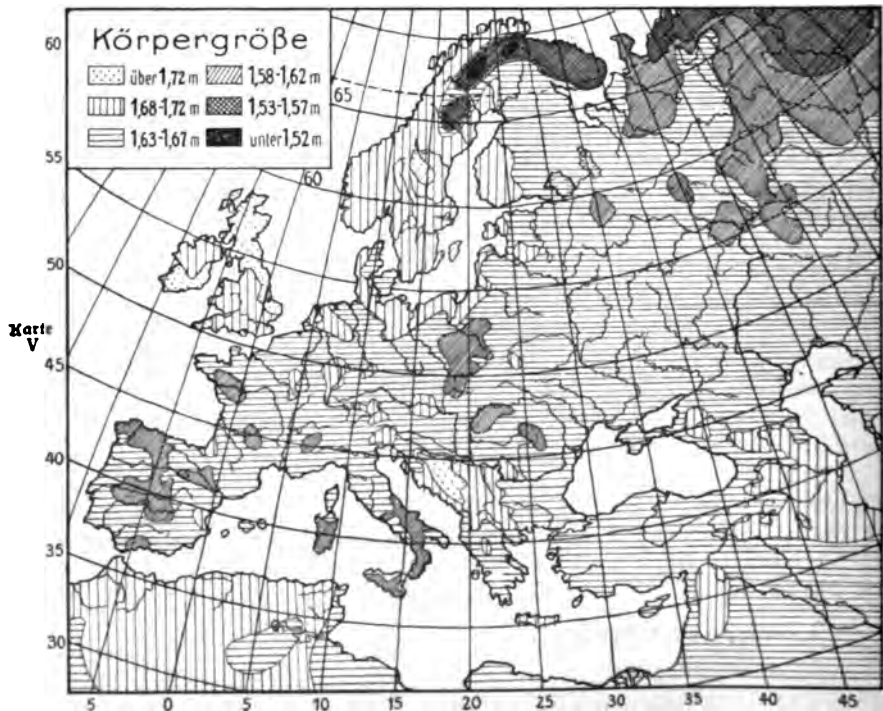 Körpergröße
über 1,72 m 1,58-1,62 m
1,68-1,72 m 1,53-1,57 m
1,63-1,67 m unter 1,52 m
60
65
55
60
50
Karte
V
45
40
35
30
5 0 5 10 15 20 25 30 35 40 45